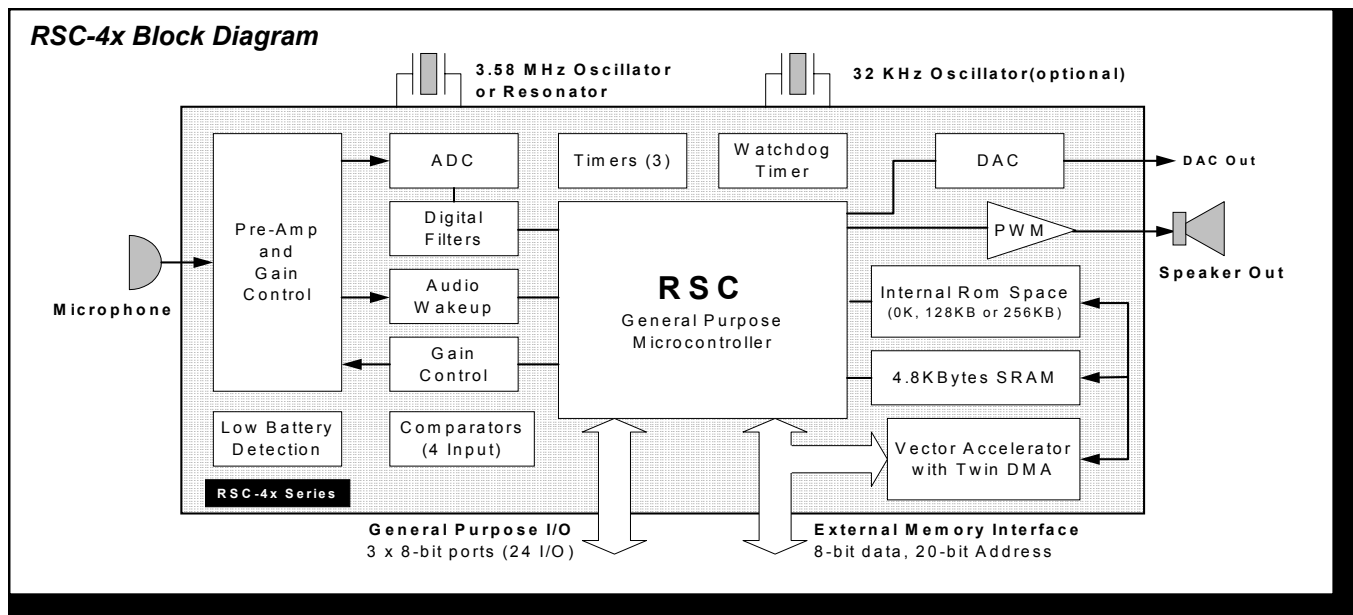 RSC-4x Block Diagram
3.58 MHz Oscillator
or Resonator
32 KHz Oscillator(optional)
Pre-Amp
and
Gain
Control
ADC
Timers (3)
Watchdog
Timer
DAC
DAC Out
Digital
Filters
RSC
General Purpose
Microcontroller
PWM
Speaker Out
Microphone
Audio
Wakeup
Internal Rom Space
(0K, 128KB or 256KB)
Gain
Control
4.8KBytes SRAM
Low Battery
Detection
Comparators
(4 Input)
Vector Accelerator
with Twin DMA
RSC-4x Series
General Purpose I/O
3 x 8-bit ports (24 I/O)
External Memory Interface
8-bit data, 20-bit Address